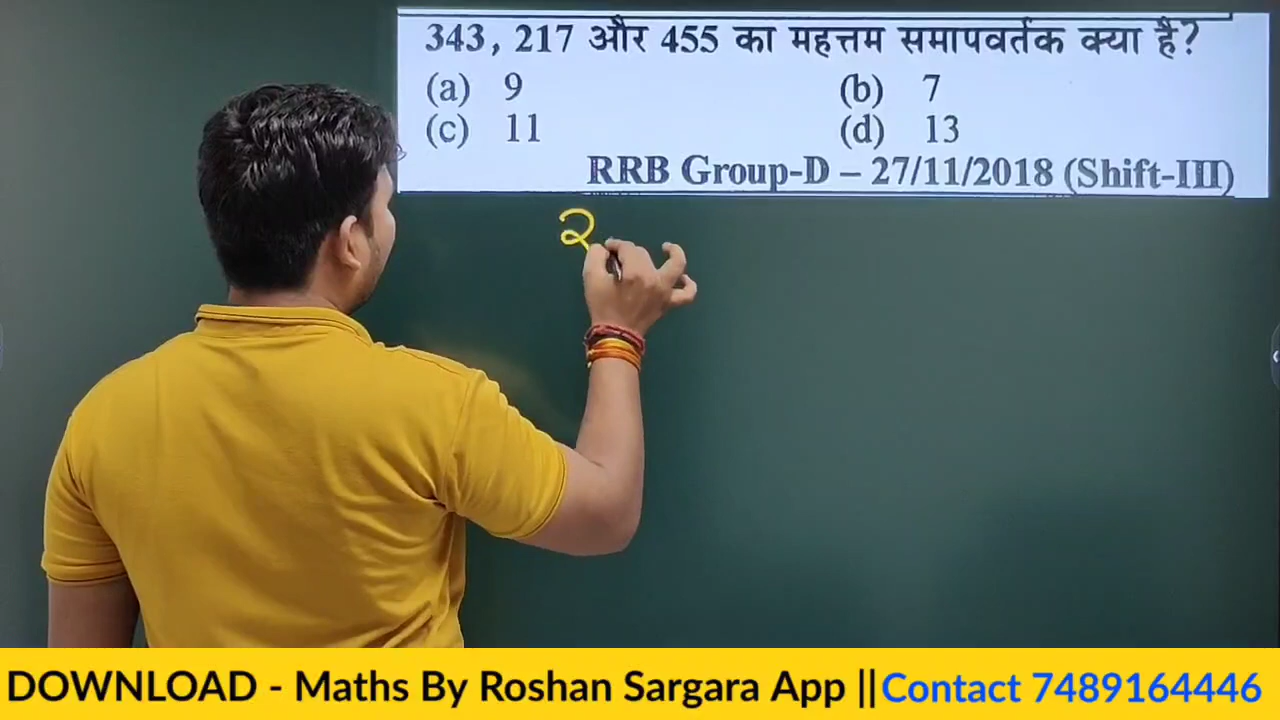 343, 217 और 455 का महत्तम समापवर्तक क्या है?
(a) 9 (b) 7
(c) 11 (d) 13
RRB Group-D – 27/11/2018 (Shift-III)
2
DOWNLOAD - Maths By Roshan Sargara App || Contact 7489164446